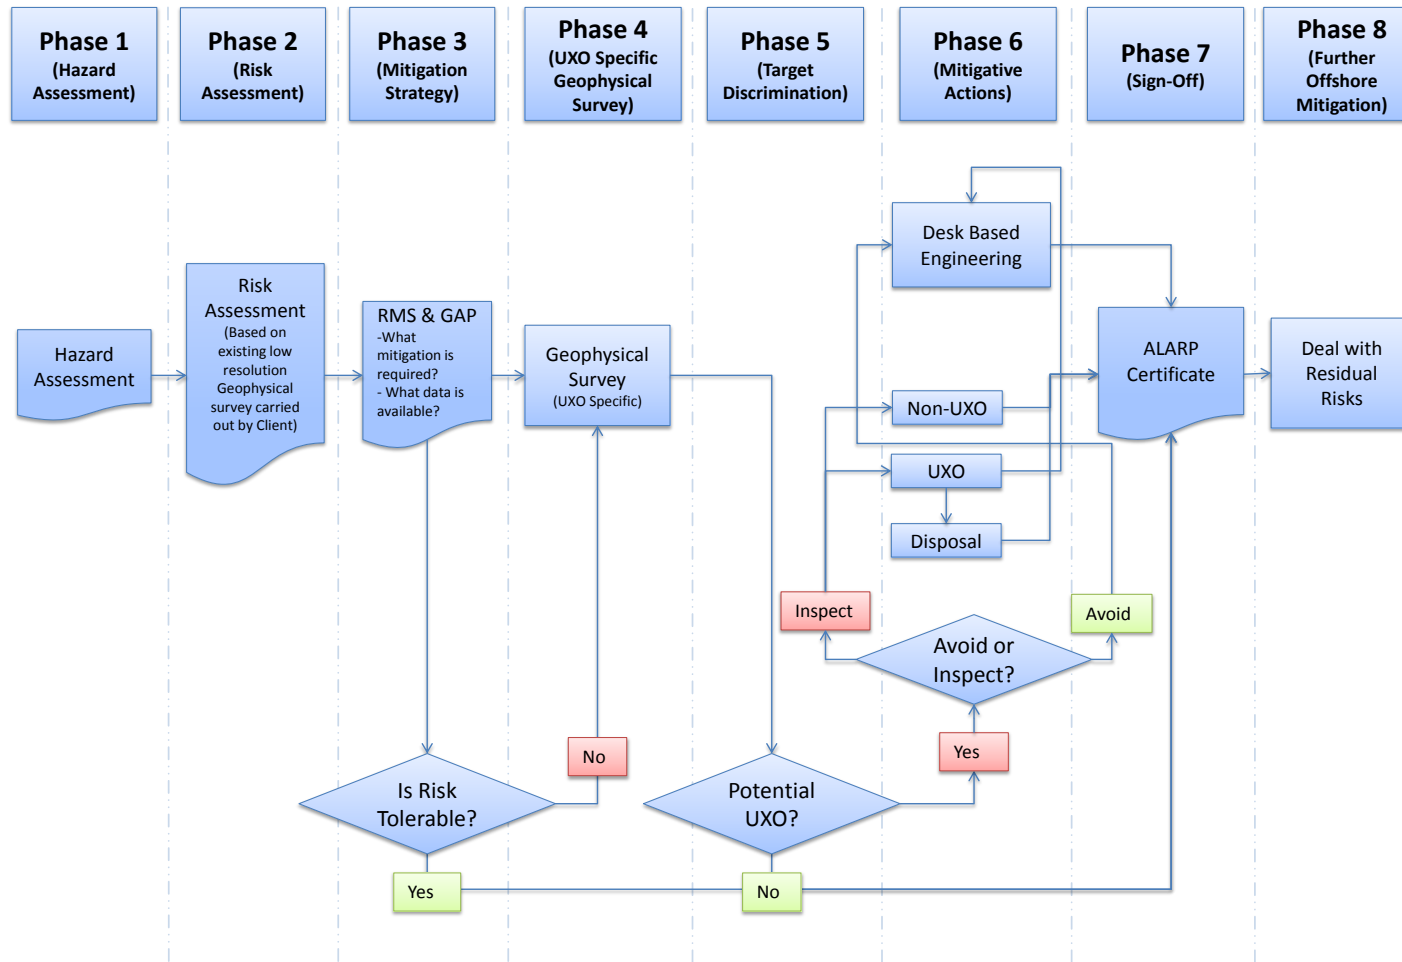 Phase 1
(Hazard
Assessment)
Phase 2
(Risk
Assessment)
Phase 3
(Mitigation
Strategy)
Phase 4
(UXO Specific
Geophysical
Survey)
Phase 5
(Target
Discrimination)
Phase 6
(Mitigative
Actions)
Phase 7
(Sign-Off)
Phase 8
(Further
Offshore
Mitigation)
Hazard
Assessment
Risk
Assessment
(Based on
existing low
resolution
Geophysical
survey carried
out by Client)
RMS & GAP
-What
mitigation is
required?
- What data is
available?
Geophysical
Survey
(UXO Specific)
Desk Based
Engineering
Non-UXO
UXO
Disposal
ALARP
Certificate
Deal with
Residual
Risks
Inspect
Avoid
Avoid or
Inspect?
No
Yes
Is Risk
Tolerable?
Potential
UXO?
Yes
No